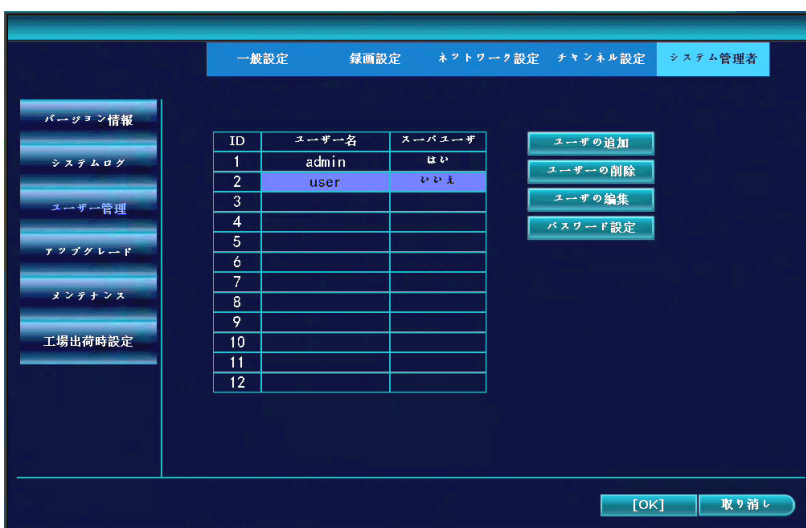 一般設定 録画設定 ネットワーク設定 チャンネル設定 システム管理者
バージョン情報
システムログ
ユーザー管理
アップグレード
メンテナンス
工場出荷時設定
ID ユーザー名 スーパユーザ
1 admin はい
2 user いいえ
3
4
5
6
7
8
9
10
11
12
ユーザの追加
ユーザーの削除
ユーザの編集
パスワード設定
[OK] 取り消し